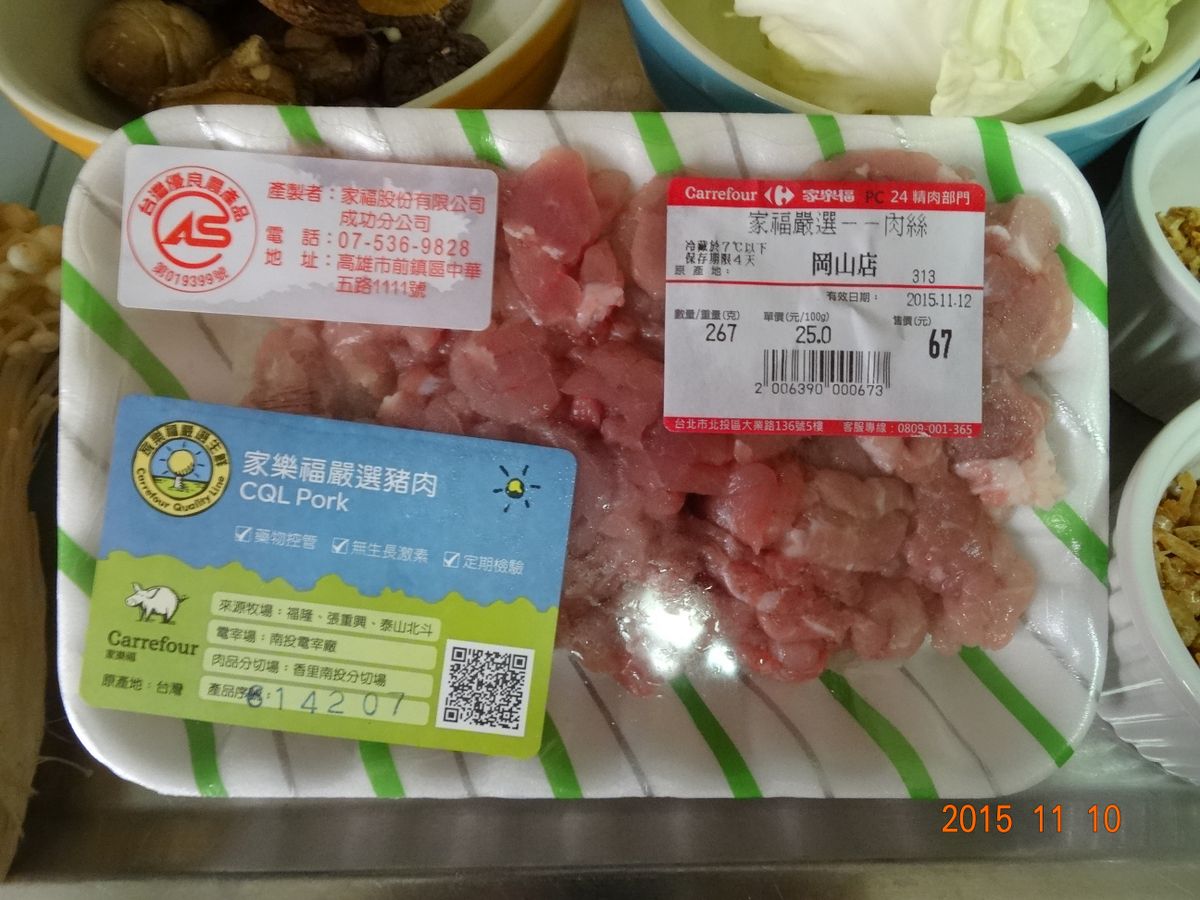 台灣優良農產品
CAS
第019399號
產製者：家福股份有限公司
成功分公司
電 話：07-536-9828
地 址：高雄市前鎮區中華
五路1111號
Carrefour 家樂福 PC 24 精肉部門
家福嚴選－－肉絲
冷藏於7℃以下
保存期限4天
原產地：
岡山店
313
有效日期： 2015.11.12
數量/重量(克) 單價(元/100g) 售價(元)
267 25.0 67
2 006390 000673
台北市北投區大業路136號5樓 客服專線：0809-001-365
家樂福嚴選生鮮
Carrefour Quality Line
家樂福嚴選豬肉
CQL Pork
藥物控管 無生長激素 定期檢驗
Carrefour
家樂福
原產地：台灣
來源牧場：福隆、張重興、泰山北斗
電宰場：南投電宰廠
肉品分切場：香里南投分切場
產品序號：
614207
2015 11 10